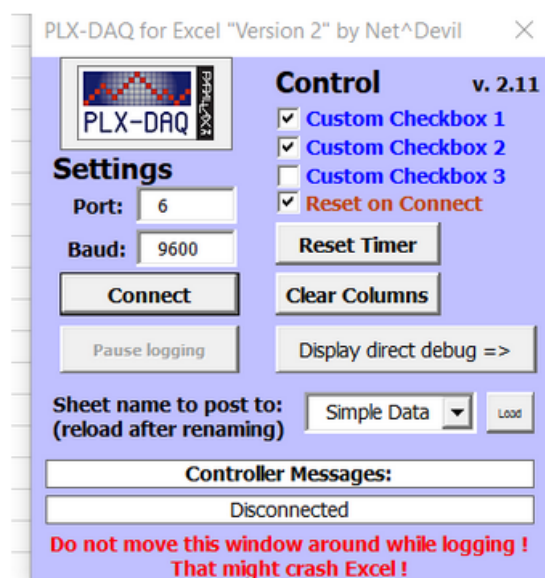 PLX-DAQ for Excel "Version 2" by Net^Devil
PLX-DAQ
PARALLAX
Control v. 2.11
Custom Checkbox 1
Custom Checkbox 2
Custom Checkbox 3
Reset on Connect
Settings
Port: 6
Baud: 9600
Reset Timer
Connect
Clear Columns
Pause logging
Display direct debug =>
Sheet name to post to:
(reload after renaming)
Simple Data
Load
Controller Messages:
Disconnected
Do not move this window around while logging !
That might crash Excel !